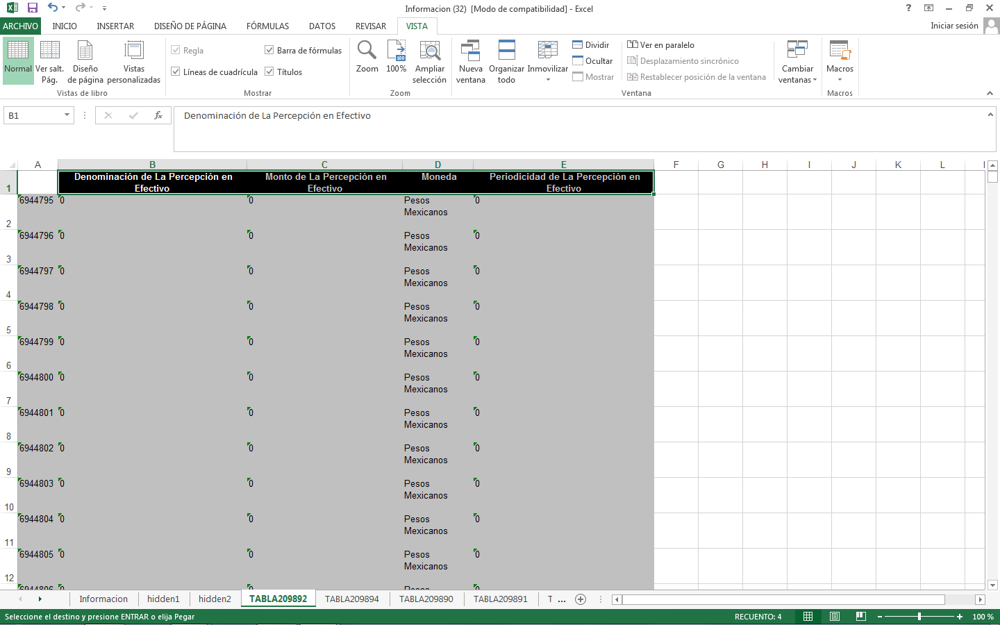 Informacion (32)  [Modo de compatibilidad] - Excel
ARCHIVO INICIO INSERTAR DISEÑO DE PÁGINA FÓRMULAS DATOS REVISAR VISTA Iniciar sesión
Normal Ver salt. Pág. Diseño de página Vistas personalizadas
Vistas de libro
Regla Barra de fórmulas
Líneas de cuadrícula Títulos
Mostrar
Zoom 100% Ampliar selección
100
Zoom
Nueva ventana Organizar todo Inmovilizar
Dividir
Ocultar
Mostrar
Ver en paralelo
Desplazamiento sincrónico
Restablecer posición de la ventana
Cambiar ventanas
Ventana
Macros
Macros
B1 fx Denominación de La Percepción en Efectivo
A B C D E F G H I J K L
1 Denominación de La Percepción en Efectivo Monto de La Percepción en Efectivo Moneda Periodicidad de La Percepción en Efectivo
2 6944795 0 0 Pesos Mexicanos 0
3 6944796 0 0 Pesos Mexicanos 0
4 6944797 0 0 Pesos Mexicanos 0
5 6944798 0 0 Pesos Mexicanos 0
6 6944799 0 0 Pesos Mexicanos 0
7 6944800 0 0 Pesos Mexicanos 0
8 6944801 0 0 Pesos Mexicanos 0
9 6944802 0 0 Pesos Mexicanos 0
10 6944803 0 0 Pesos Mexicanos 0
11 6944804 0 0 Pesos Mexicanos 0
12 6944805 0 0 Pesos Mexicanos 0
Informacion hidden1 hidden2 TABLA209892 TABLA209894 TABLA209890 TABLA209891 T ...
Seleccione el destino y presione ENTRAR o elija Pegar RECUENTO: 4 100 %